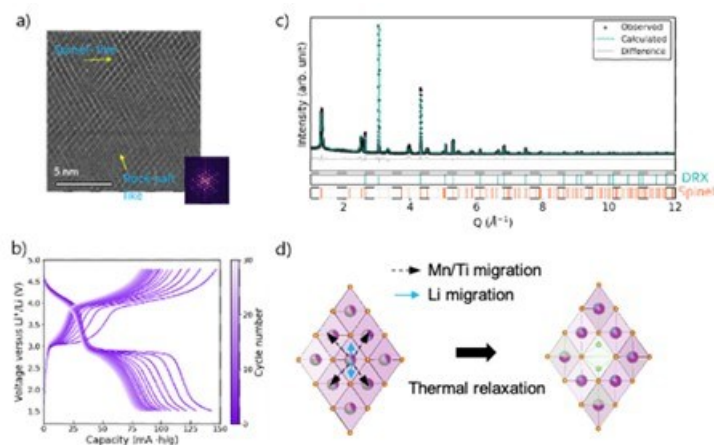 a)
Spinel-like
5 nm
Rock-salt
like
c)
Intensity (arb. unit)
Observed
Calculated
Difference
DRX
Spinel
2 4 6 8 10 12
Q (Å⁻¹)
b)
Voltage versus Li⁺/Li (V)
5.0
4.5
4.0
3.5
3.0
2.5
2.0
1.5
0 25 50 75 100 125 150
Capacity (mA·h/g)
30
20
10
0
Cycle number
d)
Mn/Ti migration
Li migration
Thermal relaxation